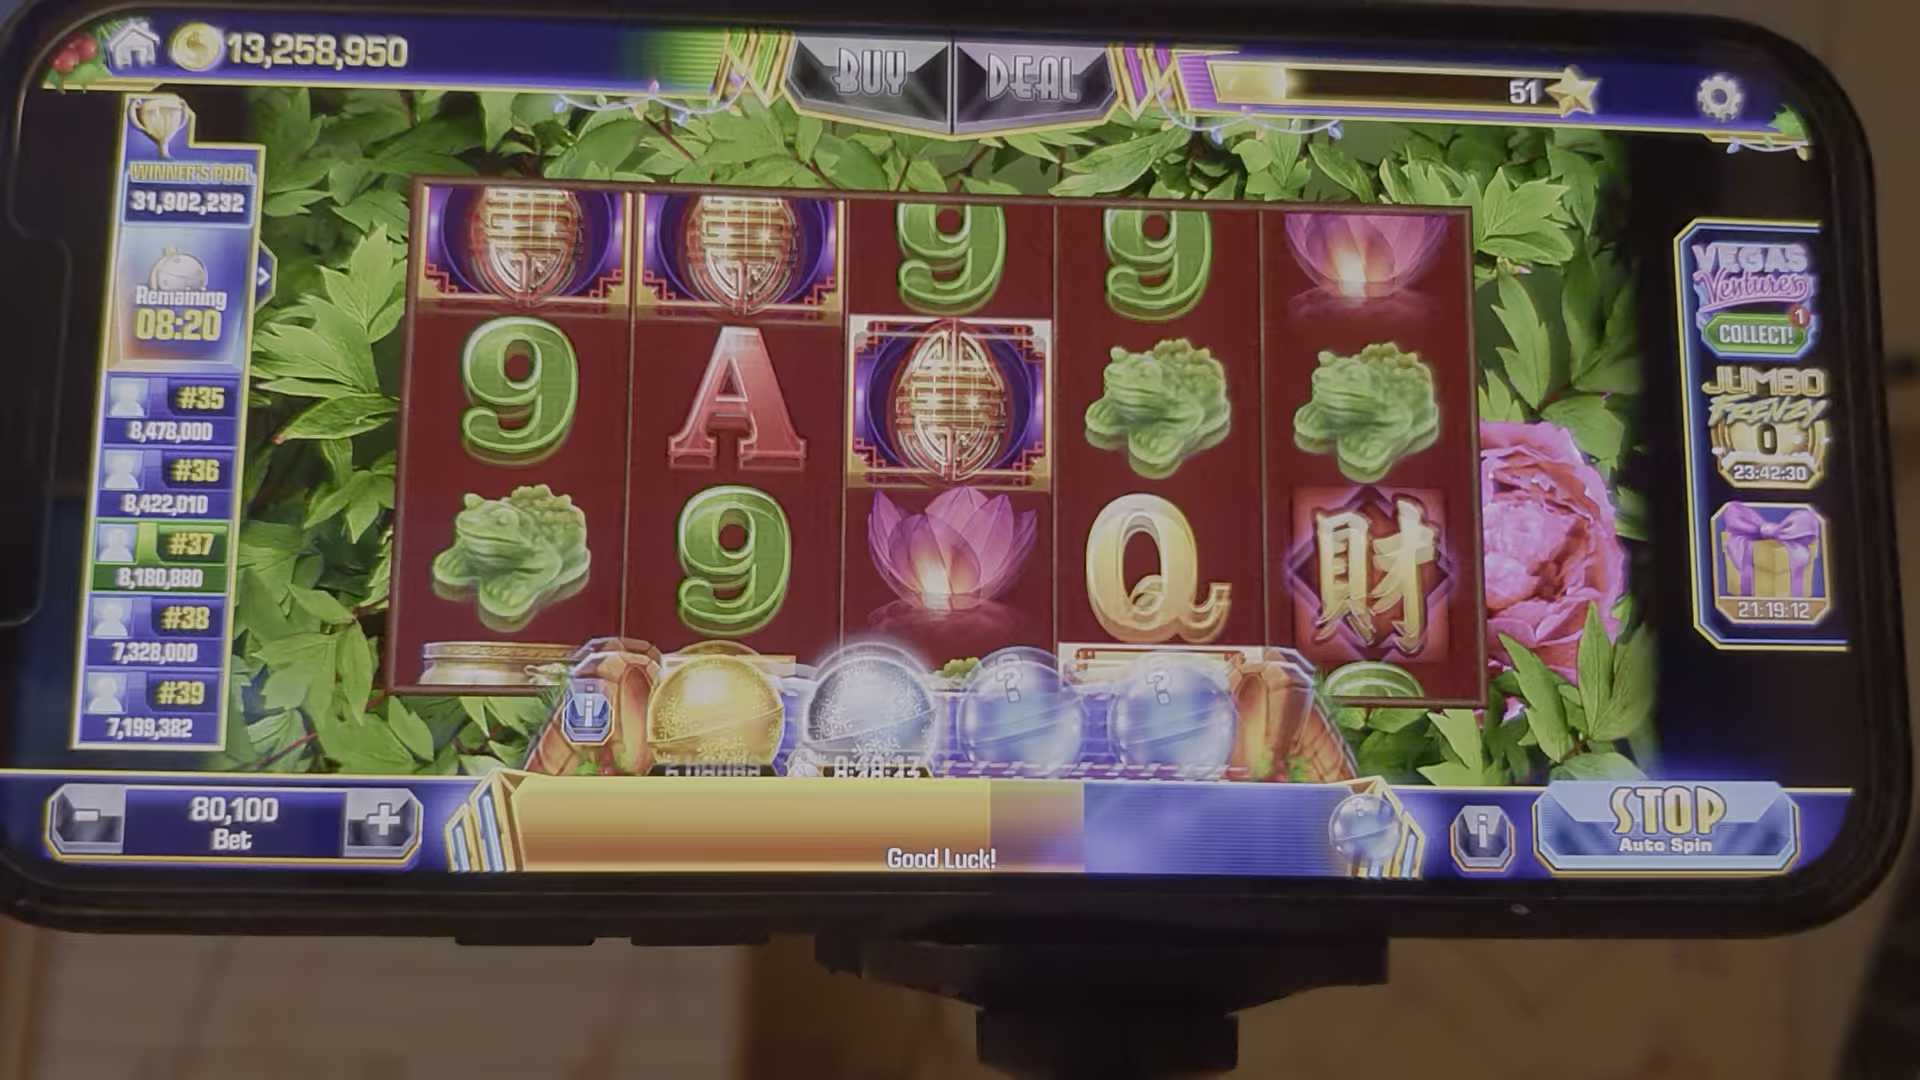 13,258,950
BUY
DEAL
51
WINNER'S POOL
31,902,232
Remaining
08:20
#35
8,478,000
#36
8,422,010
#37
8,180,880
#38
7,328,000
#39
7,199,382
9
9
9
A
9
Q
財
VEGAS
Ventures
1
COLLECT!
JUMBO
FRENZY
0
23:42:30
21:19:12
?
?
80,100
Bet
Good Luck!
STOP
Auto Spin